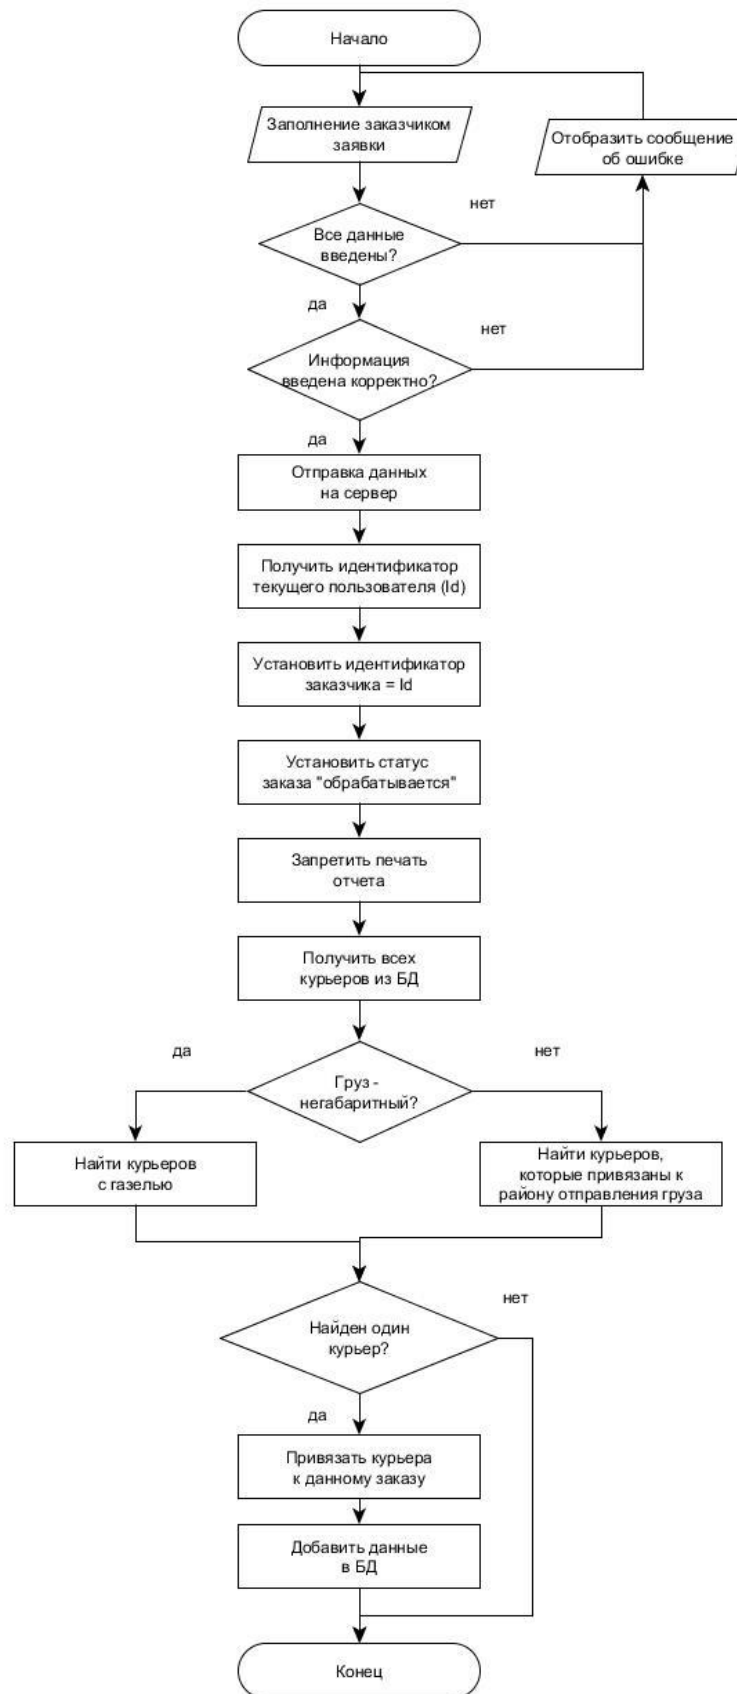 Начало
Заполнение заказчиком
заявки
Отобразить сообщение
об ошибке
нет
Все данные
введены?
да
нет
Информация
введена корректно?
да
Отправка данных
на сервер
Получить идентификатор
текущего пользователя (Id)
Установить идентификатор
заказчика = Id
Установить статус
заказа "обрабатывается"
Запретить печать
отчета
Получить всех
курьеров из БД
да
нет
Груз -
негабаритный?
Найти курьеров
с газелью
Найти курьеров,
которые привязаны к
району отправления груза
нет
Найден один
курьер?
да
Привязать курьера
к данному заказу
Добавить данные
в БД
Конец